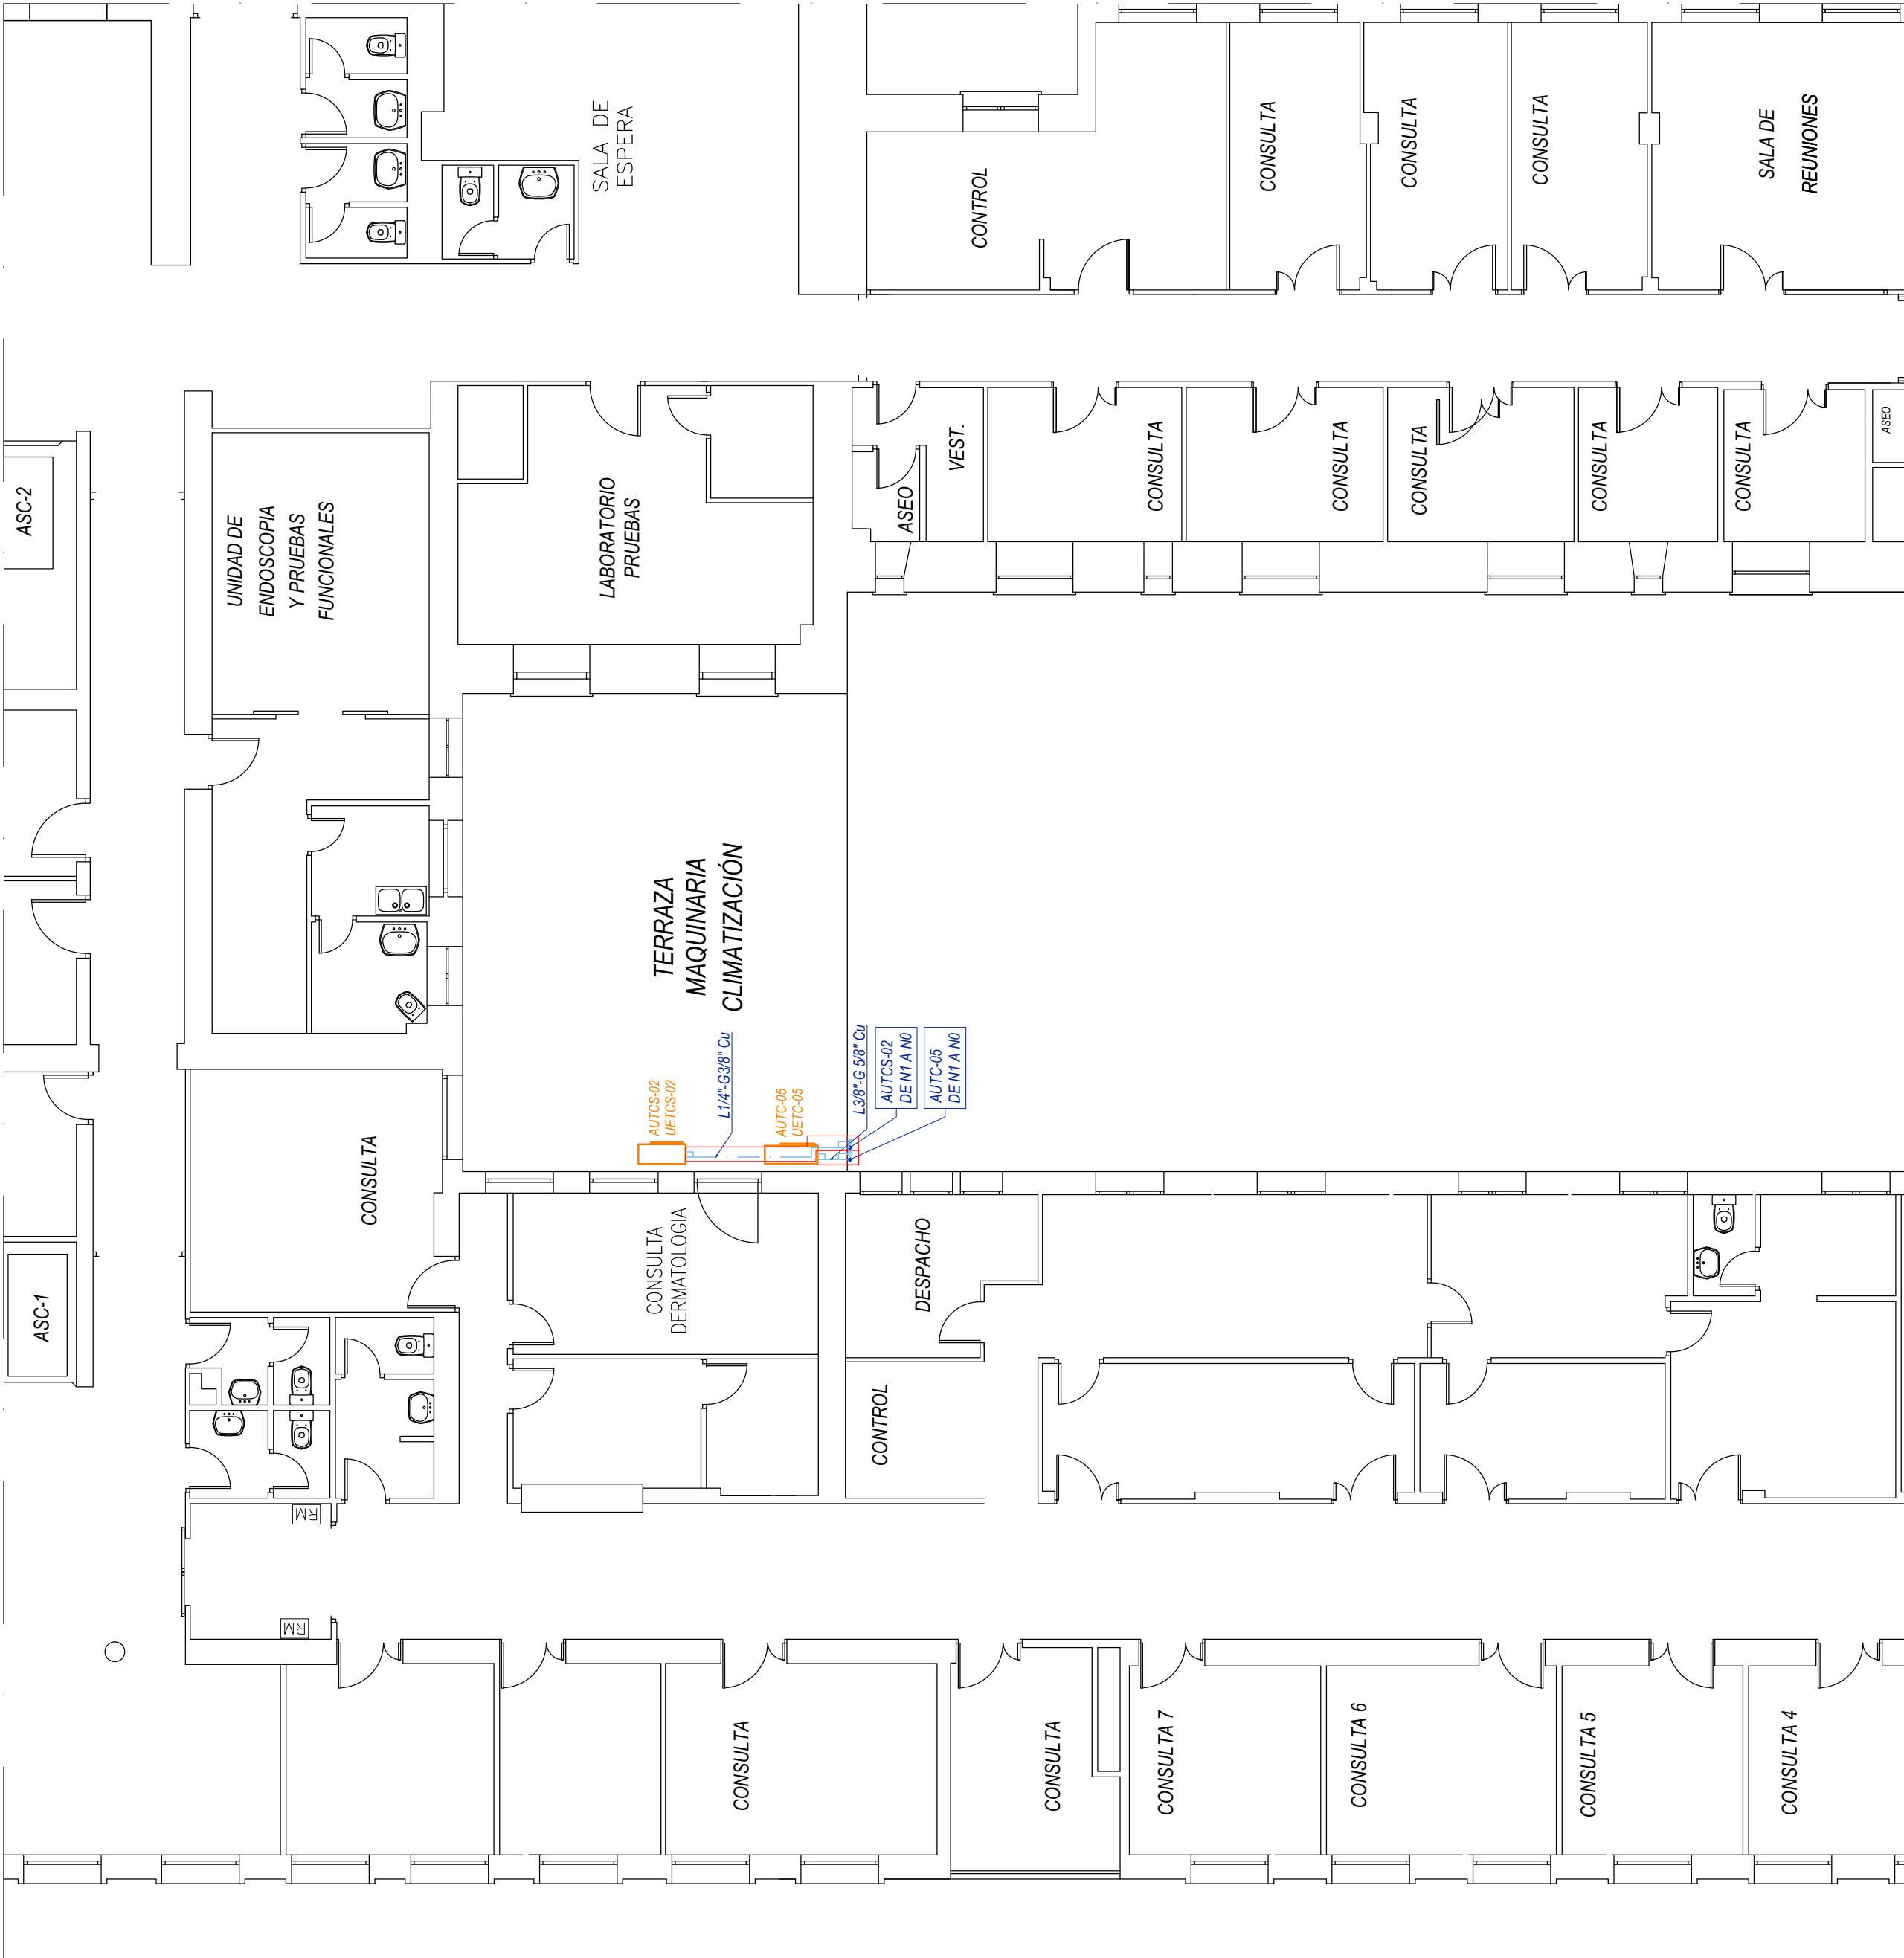 SALA DE
ESPERA
CONTROL
CONSULTA
CONSULTA
CONSULTA
SALA DE
REUNIONES
ASC-2
UNIDAD DE
ENDOSCOPIA
Y PRUEBAS
FUNCIONALES
LABORATORIO
PRUEBAS
ASEO
VEST.
CONSULTA
CONSULTA
CONSULTA
CONSULTA
CONSULTA
ASEO
TERRAZA
MAQUINARIA
CLIMATIZACIÓN
AUTCS-02
UETCS-02
L1/4"-G3/8" Cu
AUTC-05
UETC-05
L3/8"-G 5/8" Cu
AUTCS-02
DE N1 A N0
AUTC-05
DE N1 A N0
CONSULTA
ASC-1
CONSULTA
DERMATOLOGIA
DESPACHO
CONTROL
RM
RM
CONSULTA
CONSULTA
CONSULTA 7
CONSULTA 6
CONSULTA 5
CONSULTA 4